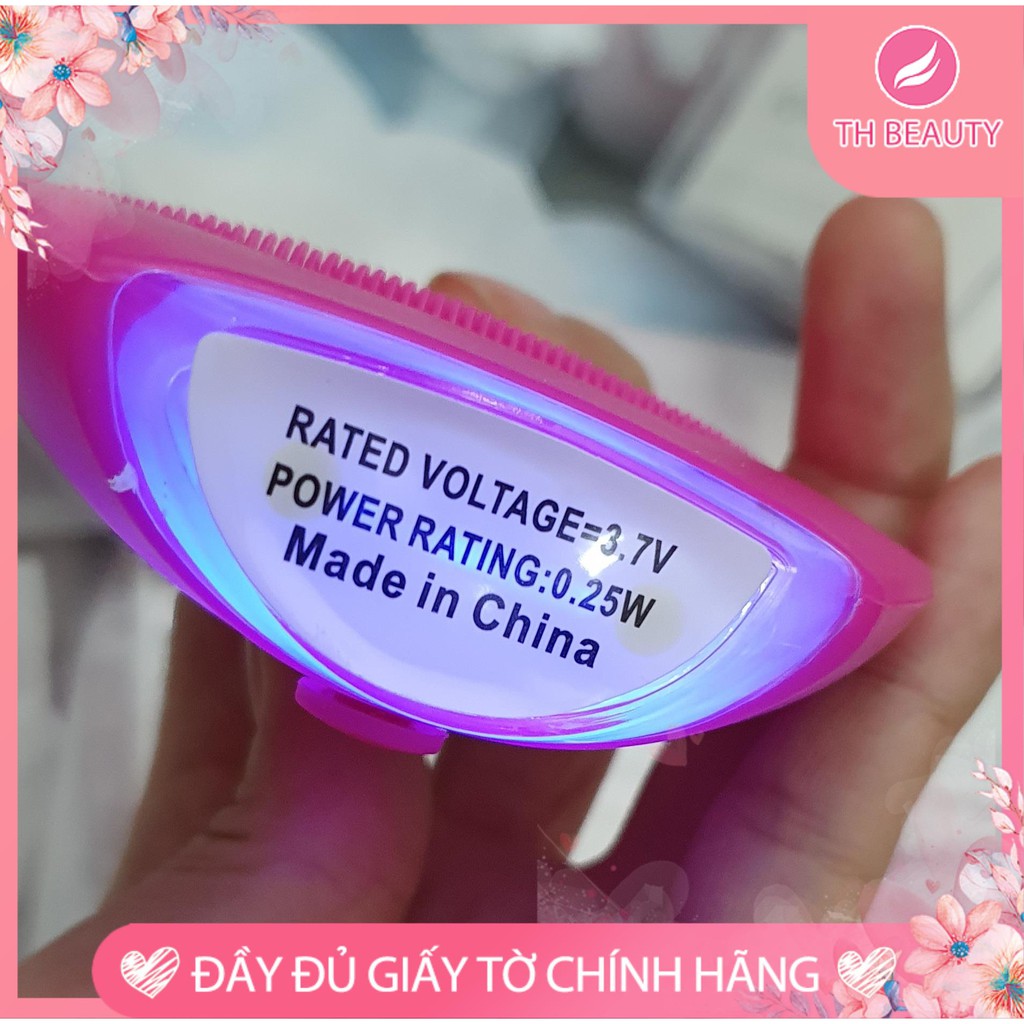 TH BEAUTY
RATED VOLTAGE=3.7V
POWER RATING:0.25W
Made in China
ĐẦY ĐỦ GIẤY TỜ CHÍNH HÃNG